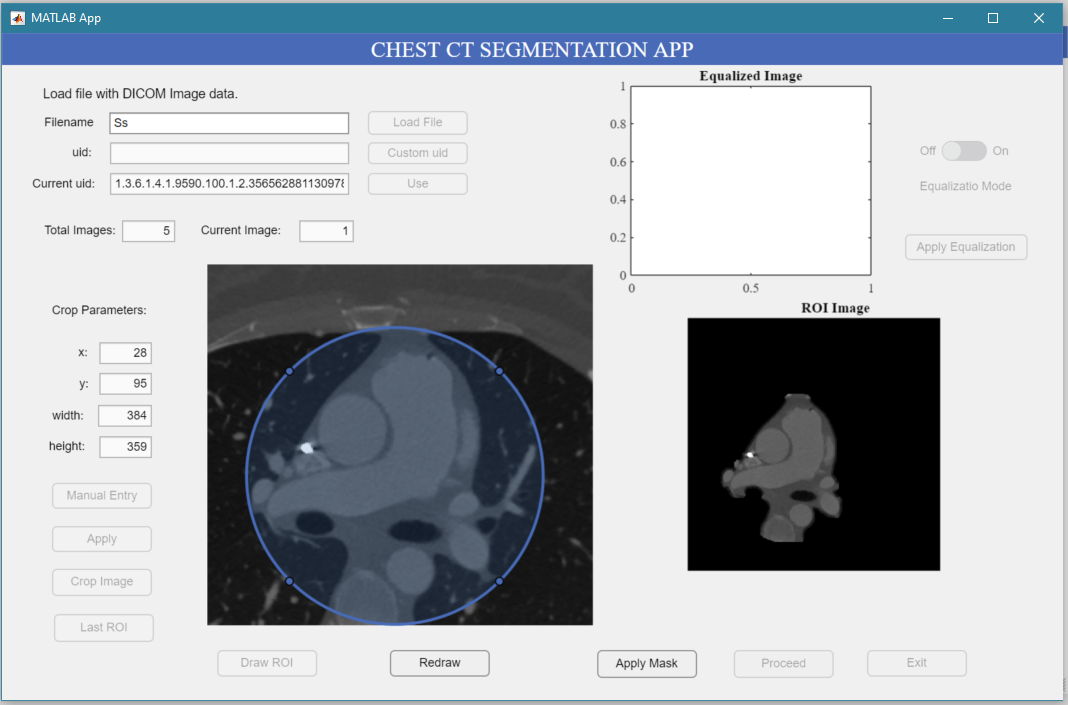 MATLAB App
CHEST CT SEGMENTATION APP
Load file with DICOM Image data.
Filename Ss Load File
uid: Custom uid
Current uid: 1.3.6.1.4.1.9590.100.1.2.356562881130978 Use
Total Images: 5 Current Image: 1
Equalized Image
1
0.8
0.6
0.4
0.2
0
0 0.5 1
Off On
Equalizatio Mode
Apply Equalization
Crop Parameters:
x: 28
y: 95
width: 384
height: 359
Manual Entry
Apply
Crop Image
Last ROI
ROI Image
Draw ROI Redraw Apply Mask Proceed Exit